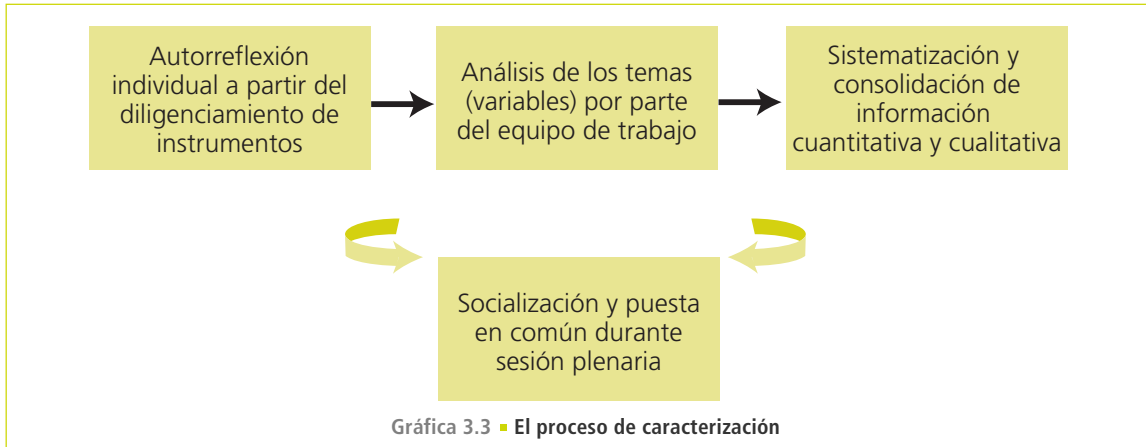 Autorreflexión
individual a partir del
diligenciamiento de
instrumentos
Análisis de los temas
(variables) por parte
del equipo de trabajo
Sistematización y
consolidación de
información
cuantitativa y cualitativa
Socialización y puesta
en común durante
sesión plenaria
Gráfica 3.3 ■ El proceso de caracterización